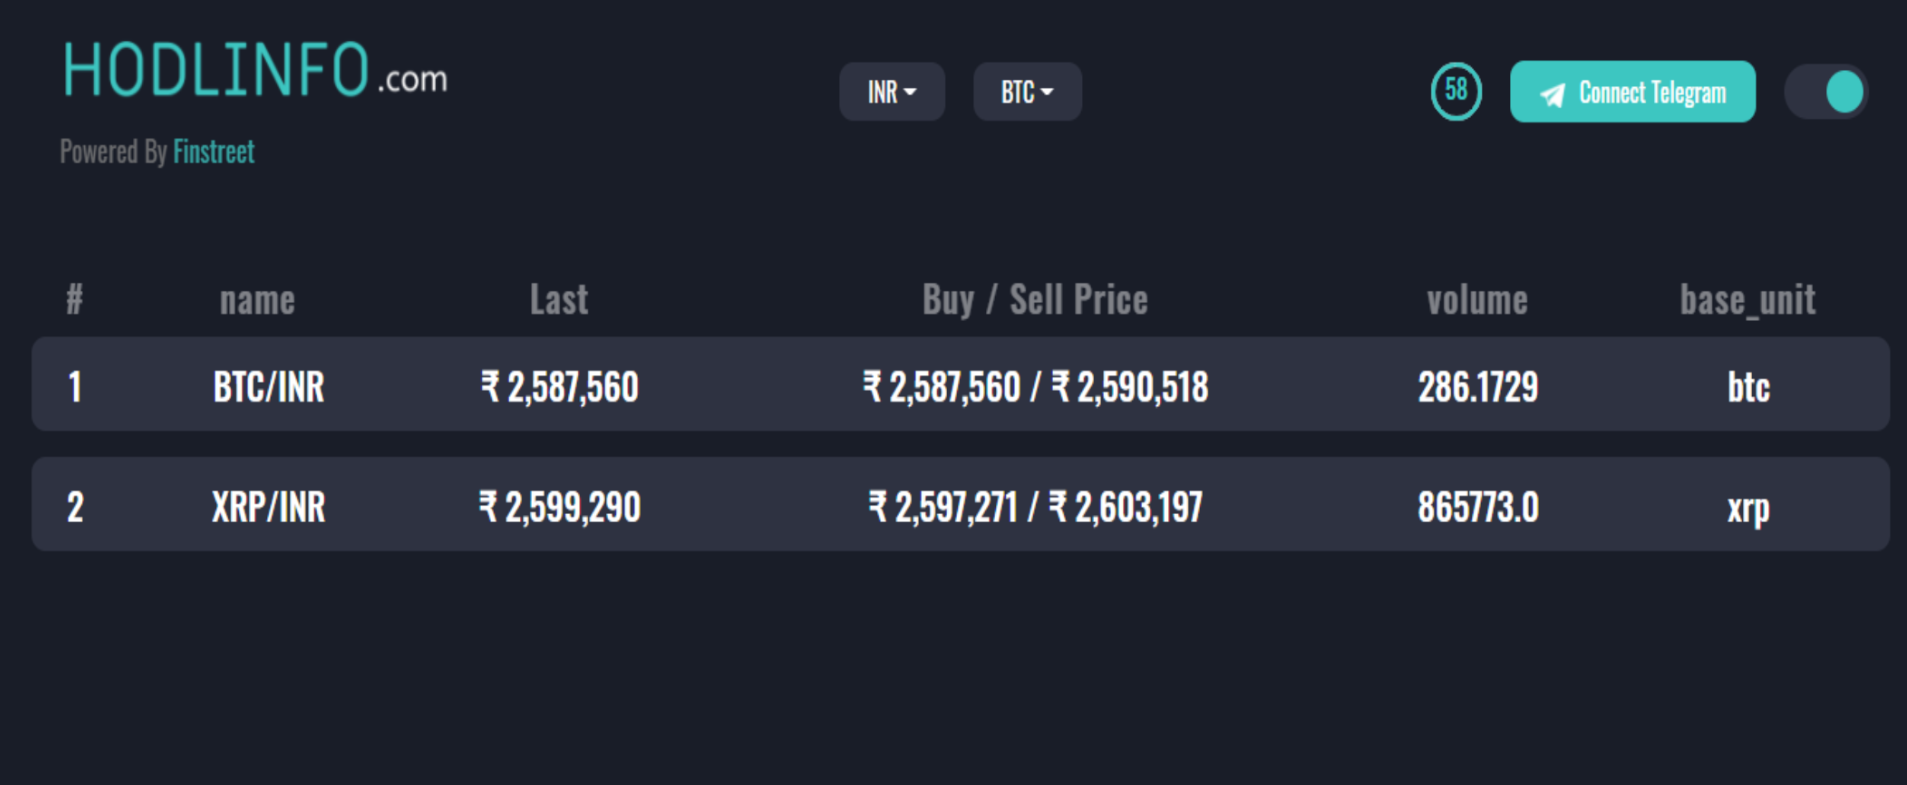 HODLINFO.com
INR BTC
58 Connect Telegram
Powered By Finstreet
# name Last Buy / Sell Price volume base_unit
1 BTC/INR ₹ 2,587,560 ₹ 2,587,560 / ₹ 2,590,518 286.1729 btc
2 XRP/INR ₹ 2,599,290 ₹ 2,597,271 / ₹ 2,603,197 865773.0 xrp